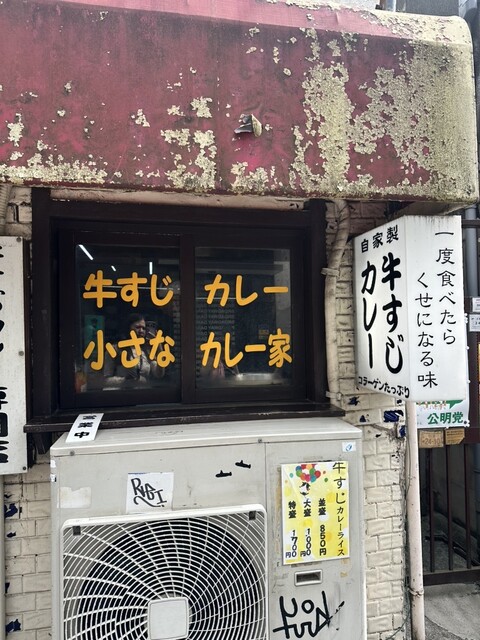 牛すじ カレー
小さな カレー家
一度食べたら
くせになる味
自家製
牛すじ
カレー
コラーゲンたっぷり
公明党
営業中
牛すじカレーライス
並盛 850円
大盛 1000円
特盛 1700円